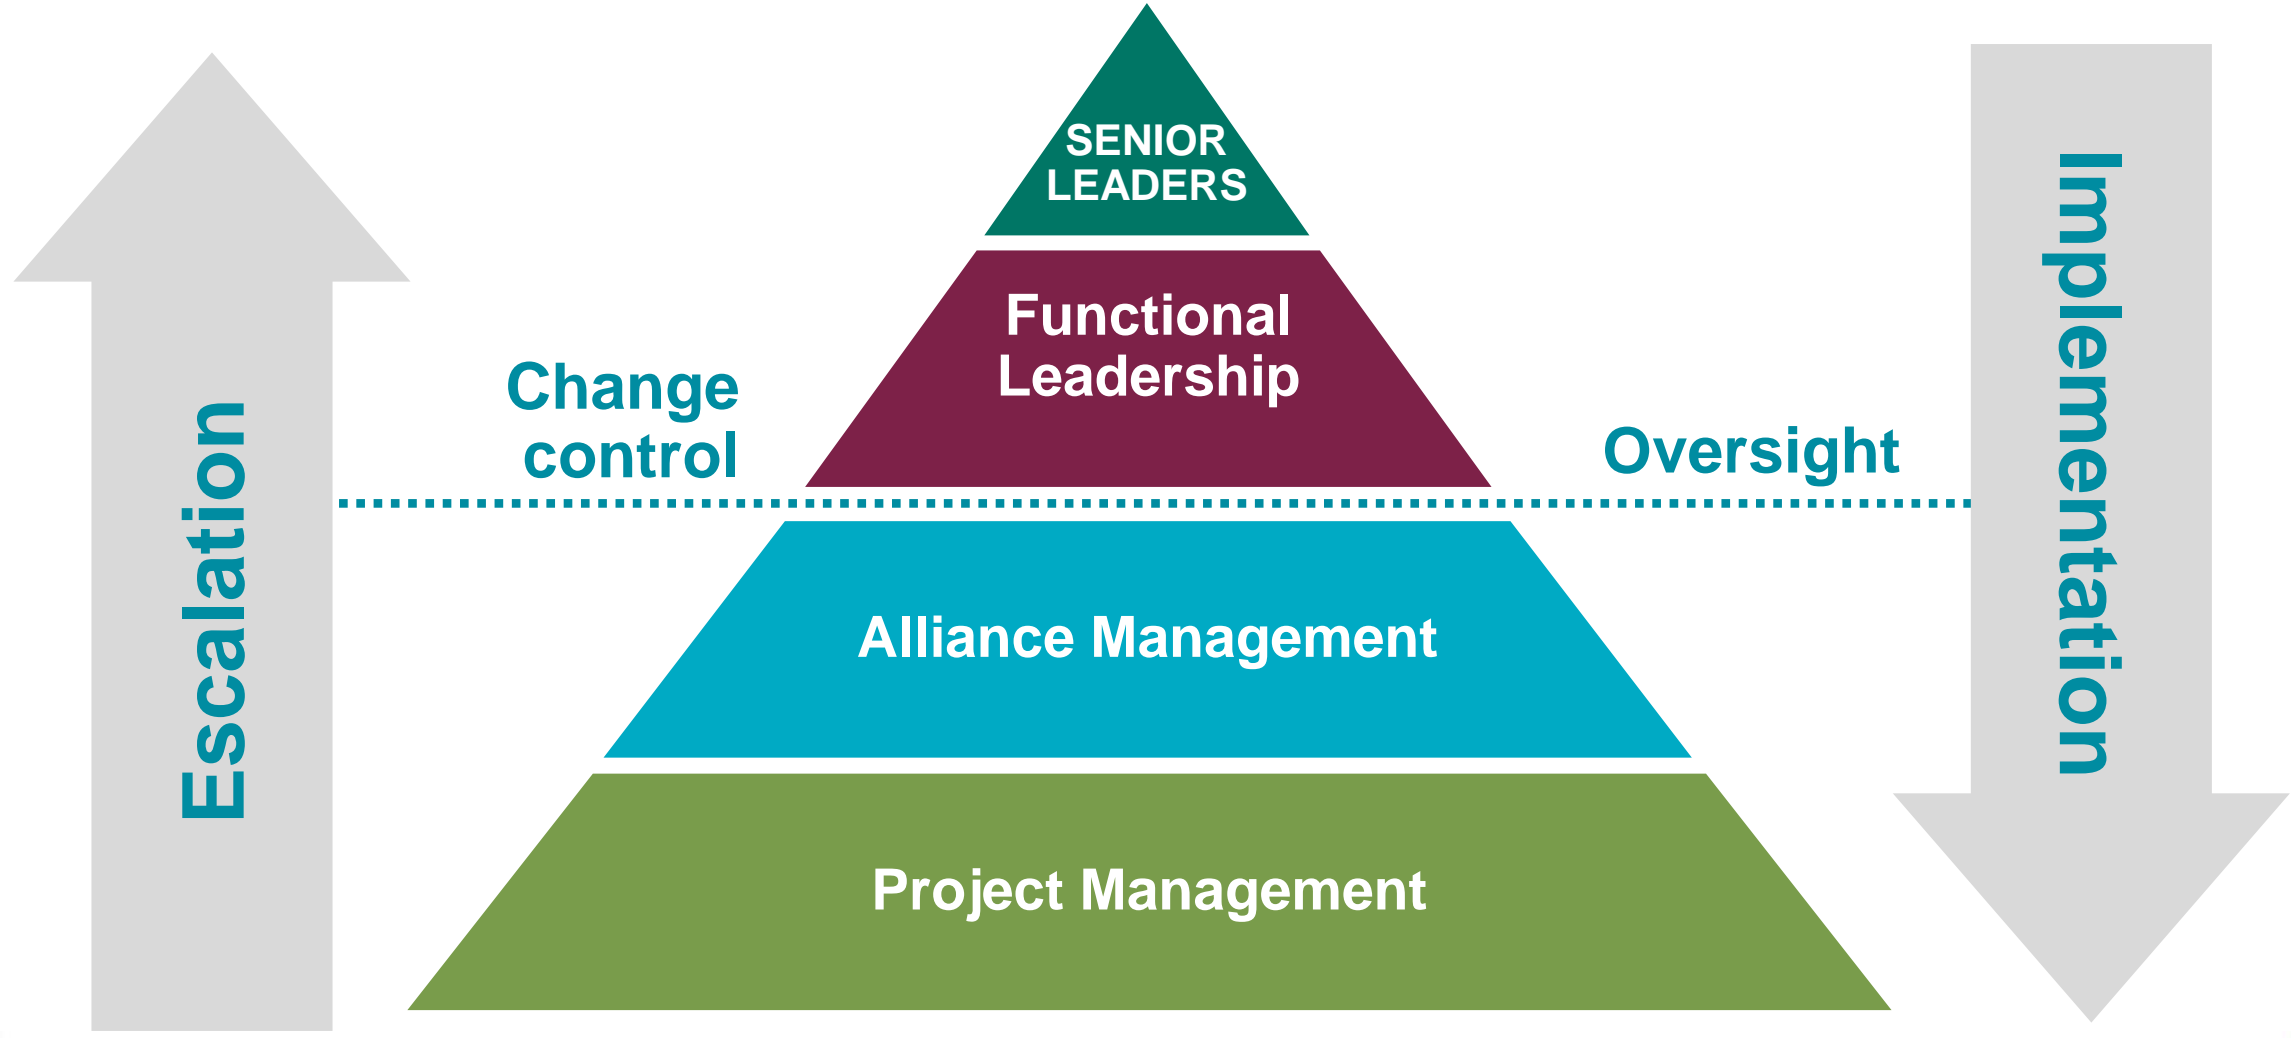 SENIOR
LEADERS
Functional
Leadership
Change
control
Oversight
Alliance Management
Project Management
Escalation
Implementation